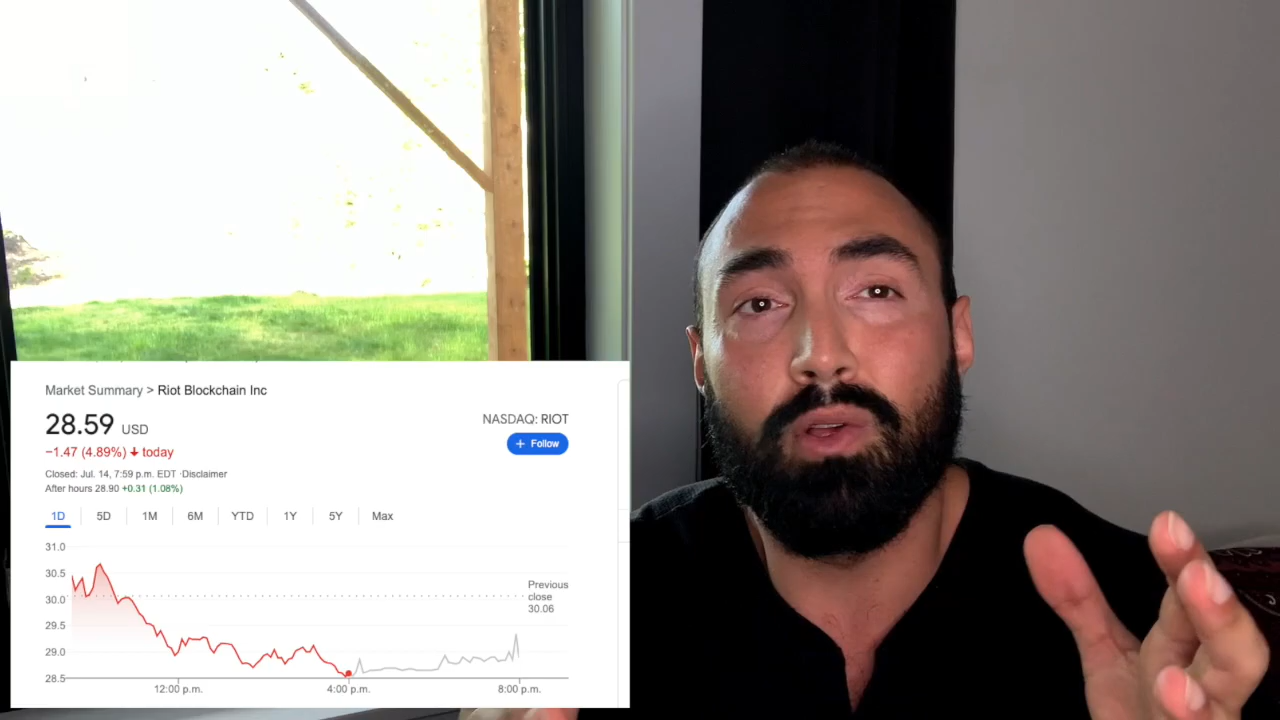 Market Summary > Riot Blockchain Inc
28.59 USD
NASDAQ: RIOT
−1.47 (4.89%) ↓ today
+ Follow
Closed: Jul. 14, 7:59 p.m. EDT ·Disclaimer
After hours 28.90 +0.31 (1.08%)
1D 5D 1M 6M YTD 1Y 5Y Max
31.0
30.5
30.0
29.5
29.0
28.5
Previous
close
30.06
12:00 p.m. 4:00 p.m. 8:00 p.m.